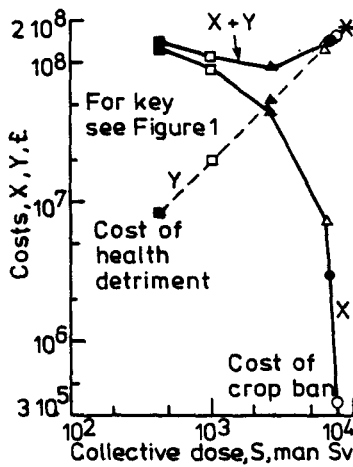 Costs, X, Y, £.
2 10⁸
10⁸
10⁷
10⁶
3 10⁵
X + Y
For key
see Figure 1
Y
Cost of
health
detriment
X
Cost of
crop ban
10²
10³
10⁴
Collective dose, S, man Sv